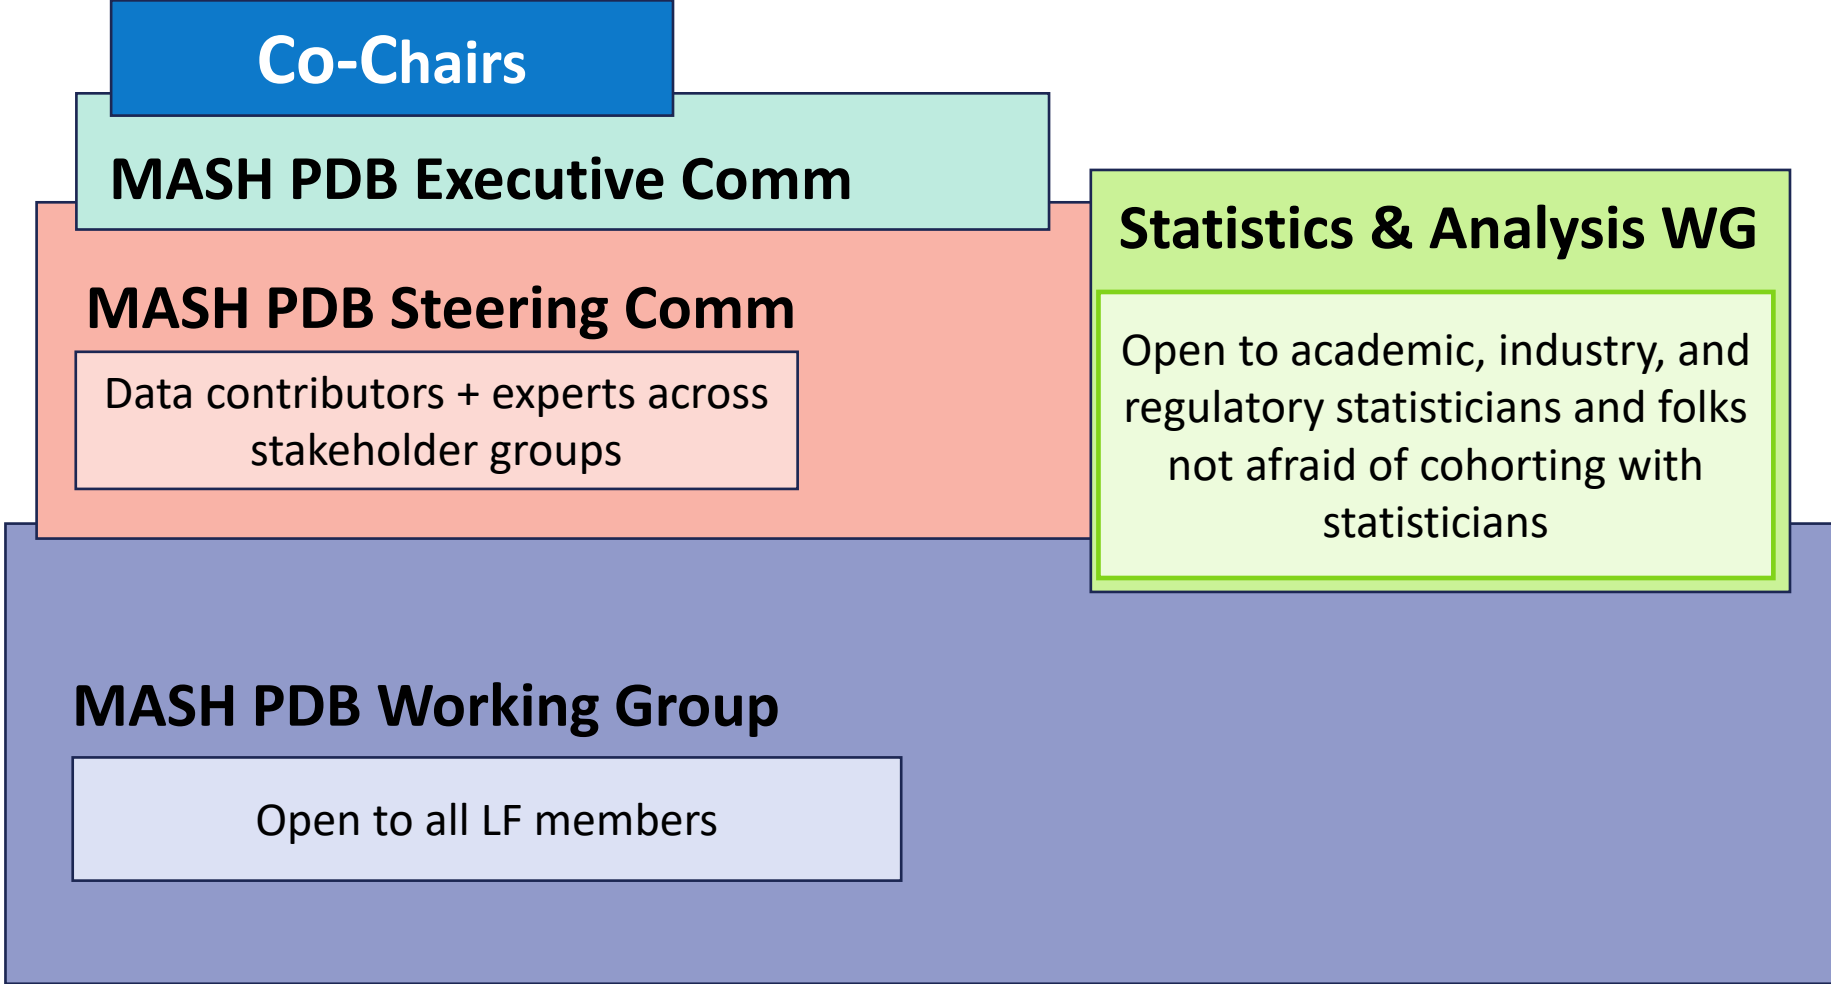 Co-Chairs
MASH PDB Executive Comm
MASH PDB Steering Comm
Data contributors + experts across
stakeholder groups
Statistics & Analysis WG
Open to academic, industry, and
regulatory statisticians and folks
not afraid of cohorting with
statisticians
MASH PDB Working Group
Open to all LF members